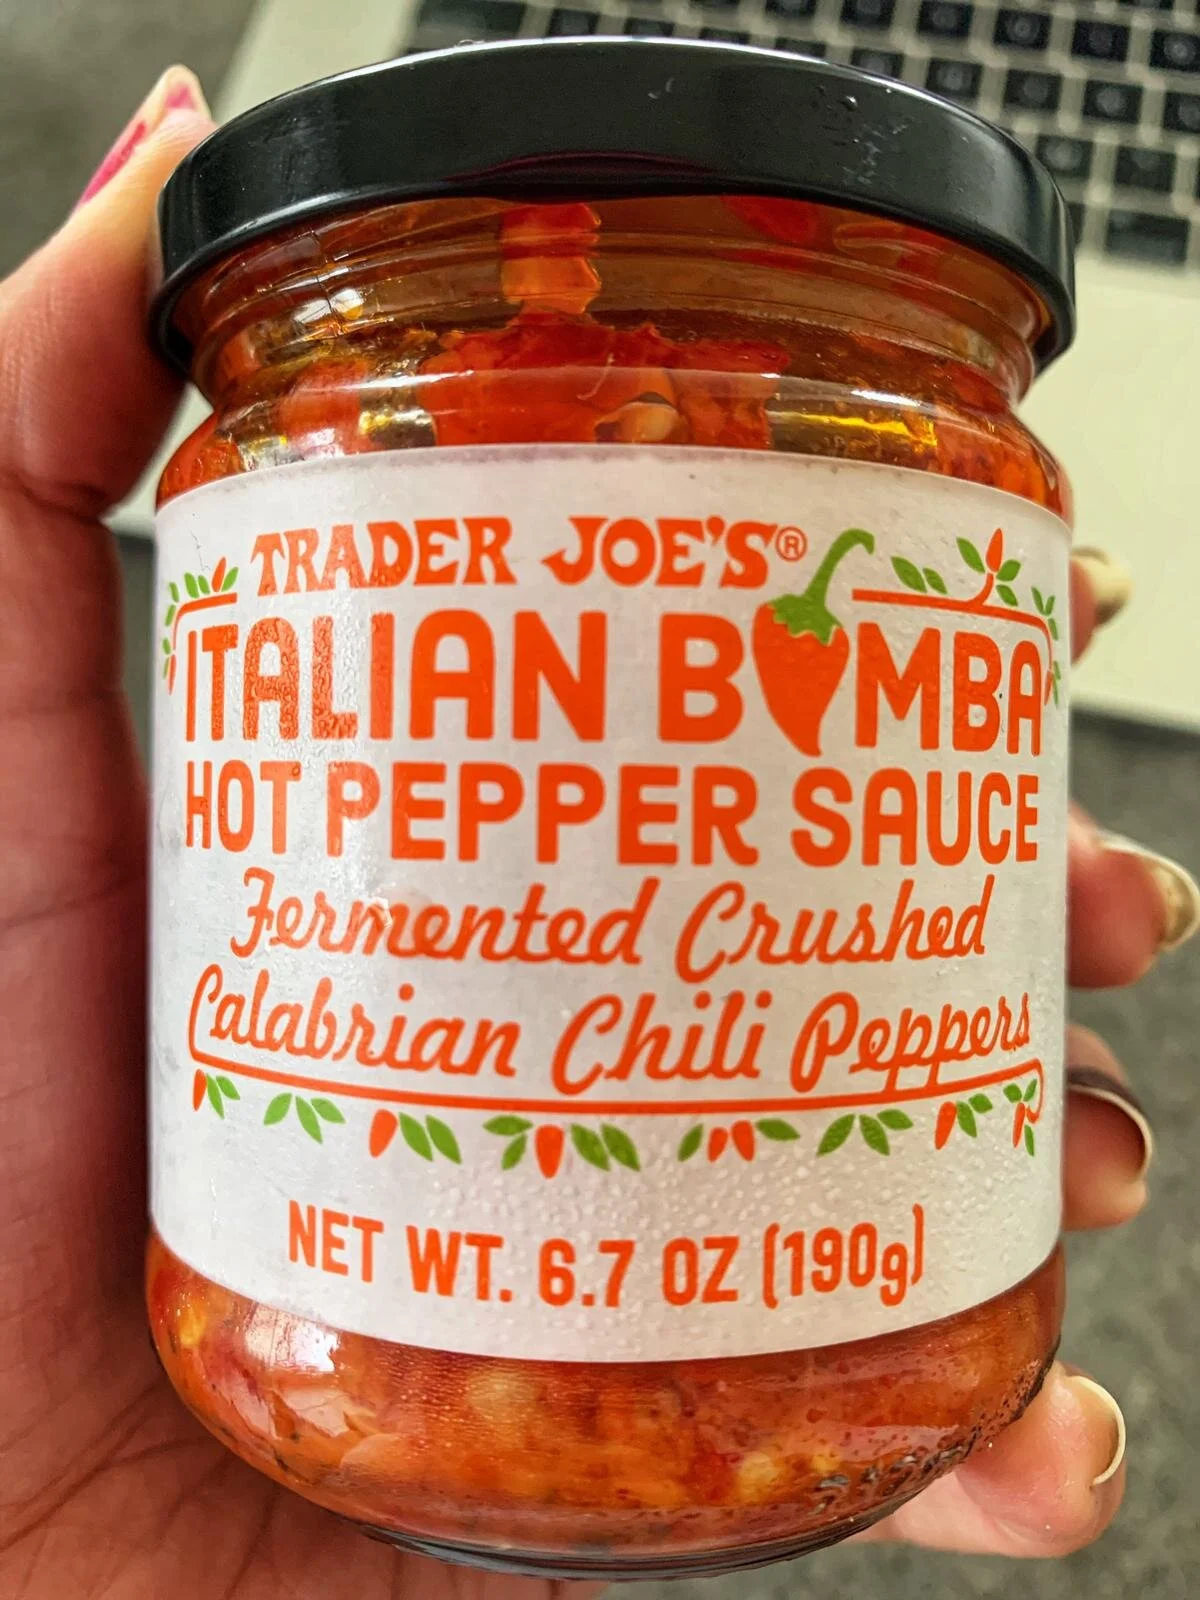 TRADER JOE'S®
ITALIAN BOMBA
HOT PEPPER SAUCE
Fermented Crushed
Calabrian Chili Peppers
NET WT. 6.7 OZ (190g)